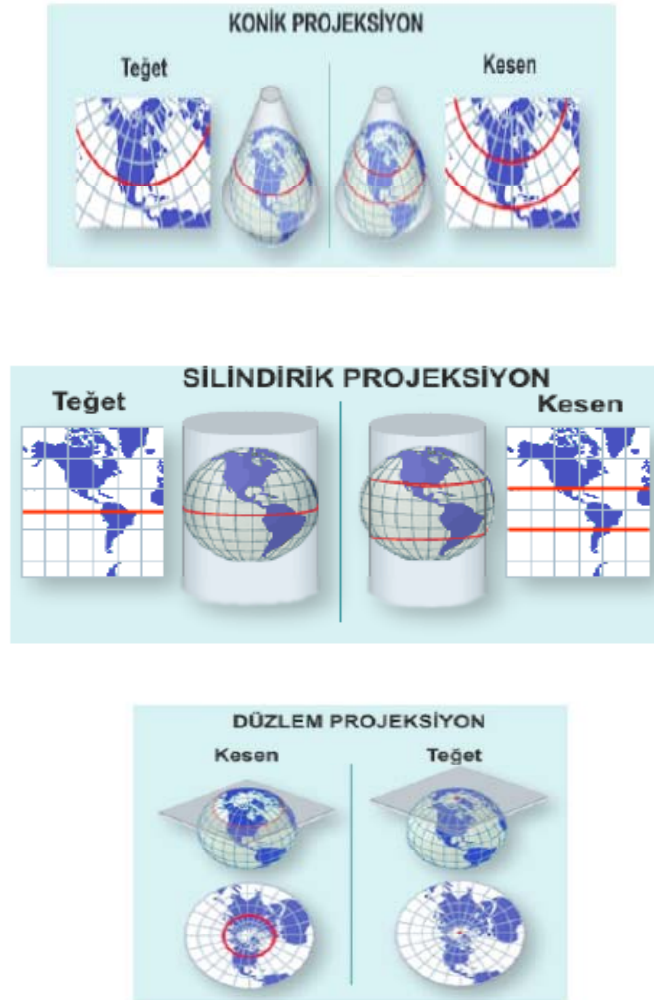 KONİK PROJEKSİYON
Teğet Kesen
SİLİNDİRİK PROJEKSİYON
Teğet Kesen
DÜZLEM PROJEKSİYON
Kesen Teğet